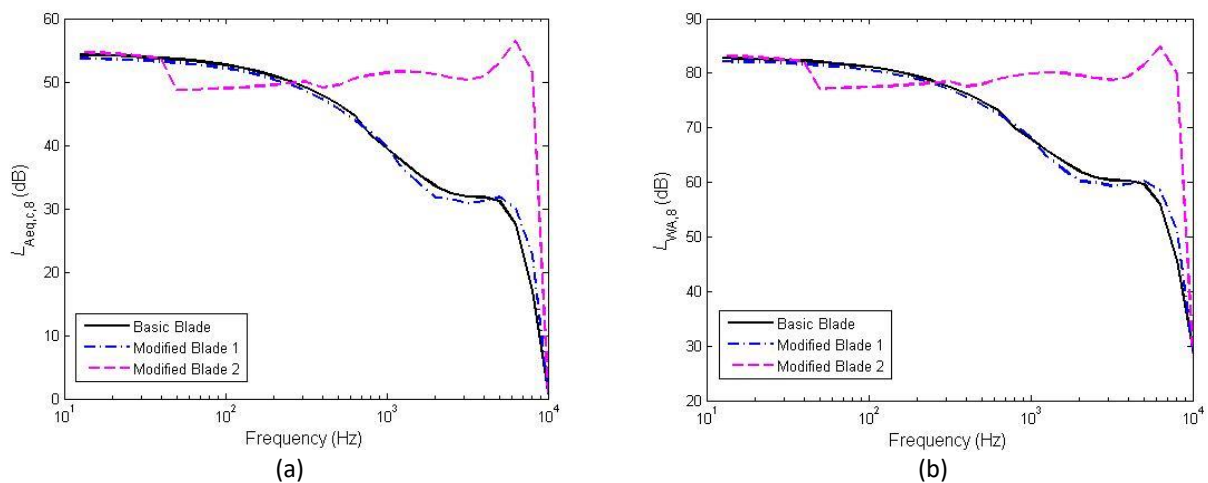 60
50
40
30
20
10
0
L_Aeq,c,8 (dB)
Basic Blade
Modified Blade 1
Modified Blade 2
10^1
10^2
10^3
10^4
Frequency (Hz)
(a)
90
80
70
60
50
40
30
20
L_WA,8 (dB)
Basic Blade
Modified Blade 1
Modified Blade 2
10^1
10^2
10^3
10^4
Frequency (Hz)
(b)